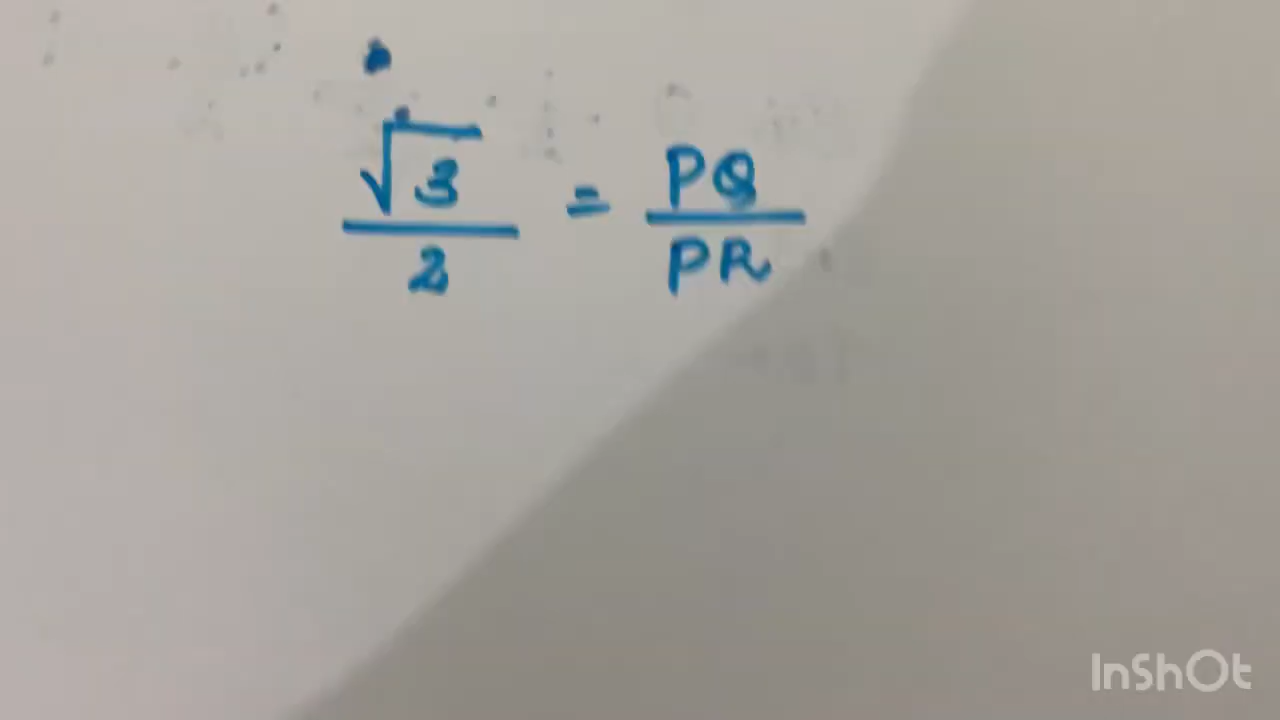 √3/2 = PQ/PR
InShOt